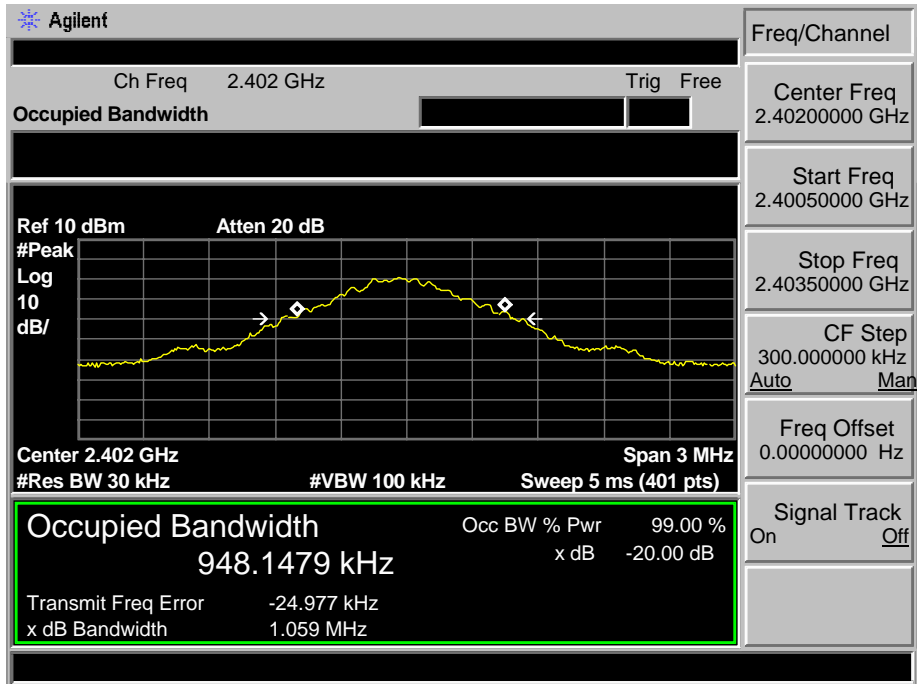 Agilent
Freq/Channel
Ch Freq 2.402 GHz Trig Free
Occupied Bandwidth
Center Freq
2.40200000 GHz
Start Freq
2.40050000 GHz
Stop Freq
2.40350000 GHz
CF Step
300.000000 kHz
Auto Man
Freq Offset
0.00000000 Hz
Signal Track
On Off
Ref 10 dBm Atten 20 dB
#Peak
Log
10
dB/
Center 2.402 GHz Span 3 MHz
#Res BW 30 kHz #VBW 100 kHz Sweep 5 ms (401 pts)
Occupied Bandwidth Occ BW % Pwr 99.00 %
948.1479 kHz x dB -20.00 dB
Transmit Freq Error -24.977 kHz
x dB Bandwidth 1.059 MHz